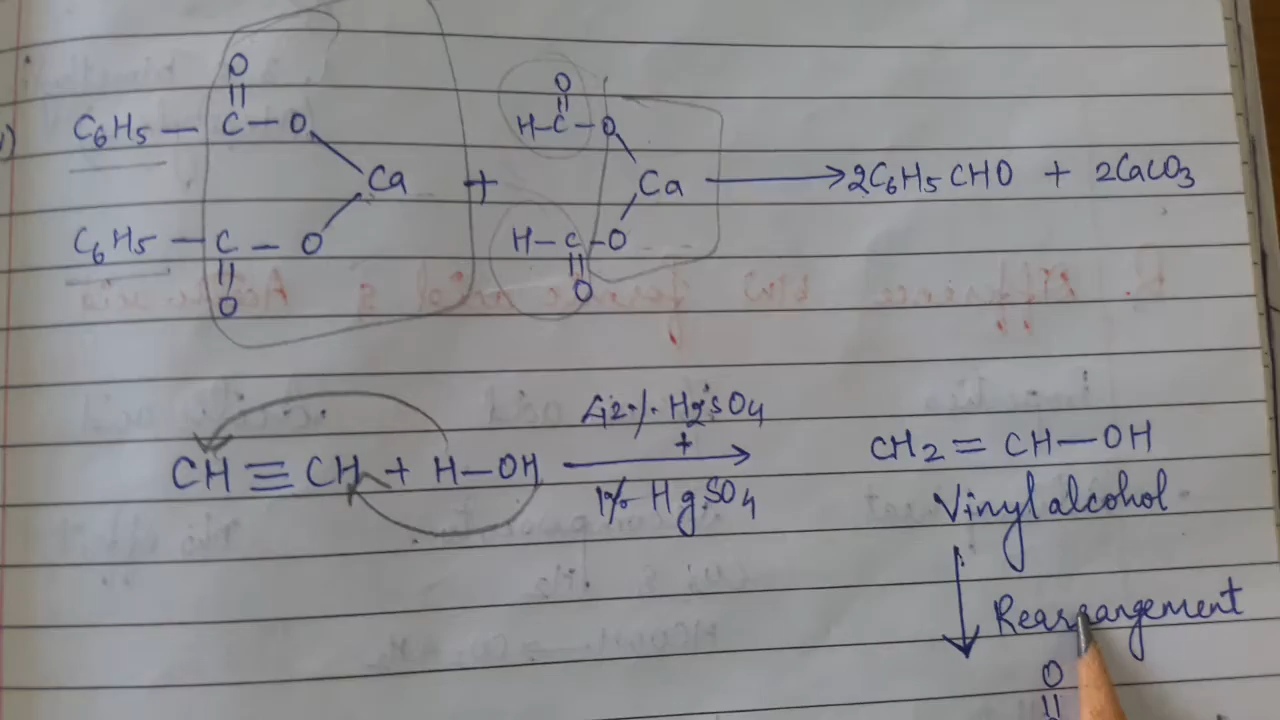 O
||
C6H5 — C — O
Ca
C6H5 — C — O
||
O
+
O
||
H–C–O
Ca
H–C–O
||
O
→ 2C6H5CHO + 2CaCO3
CH ≡ CH + H–OH
42% H2SO4
+
1% HgSO4
CH2 = CH–OH
Vinyl alcohol
Rearrangement
O
||